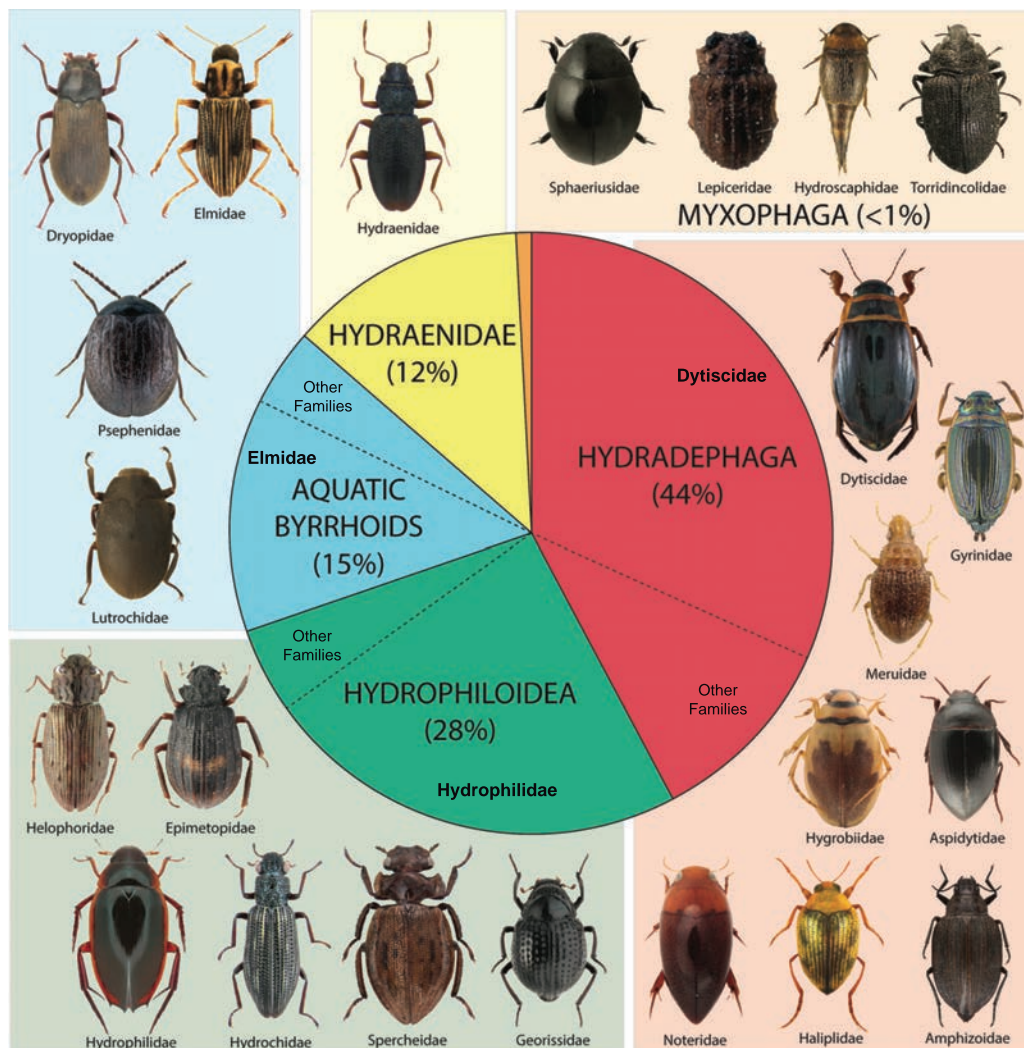 Dryopidae
Elmidae
Psephenidae
Lutrochidae
Hydraenidae
Sphaeriusidae
Lepiceridae
Hydroscaphidae
Torridincolidae
MYXOPHAGA (<1%)
HYDRAENIDAE
(12%)
Other
Families
Elmidae
AQUATIC
BYRRHOIDS
(15%)
Dytiscidae
HYDRADEPHAGA
(44%)
Other
Families
Other
Families
HYDROPHILOIDEA
(28%)
Hydrophilidae
Dytiscidae
Gyrinidae
Meruidae
Hygrobiidae
Aspidytidae
Noteridae
Haliplidae
Amphizoidae
Helophoridae
Epimetopidae
Hydrophilidae
Hydrochidae
Spercheidae
Georissidae